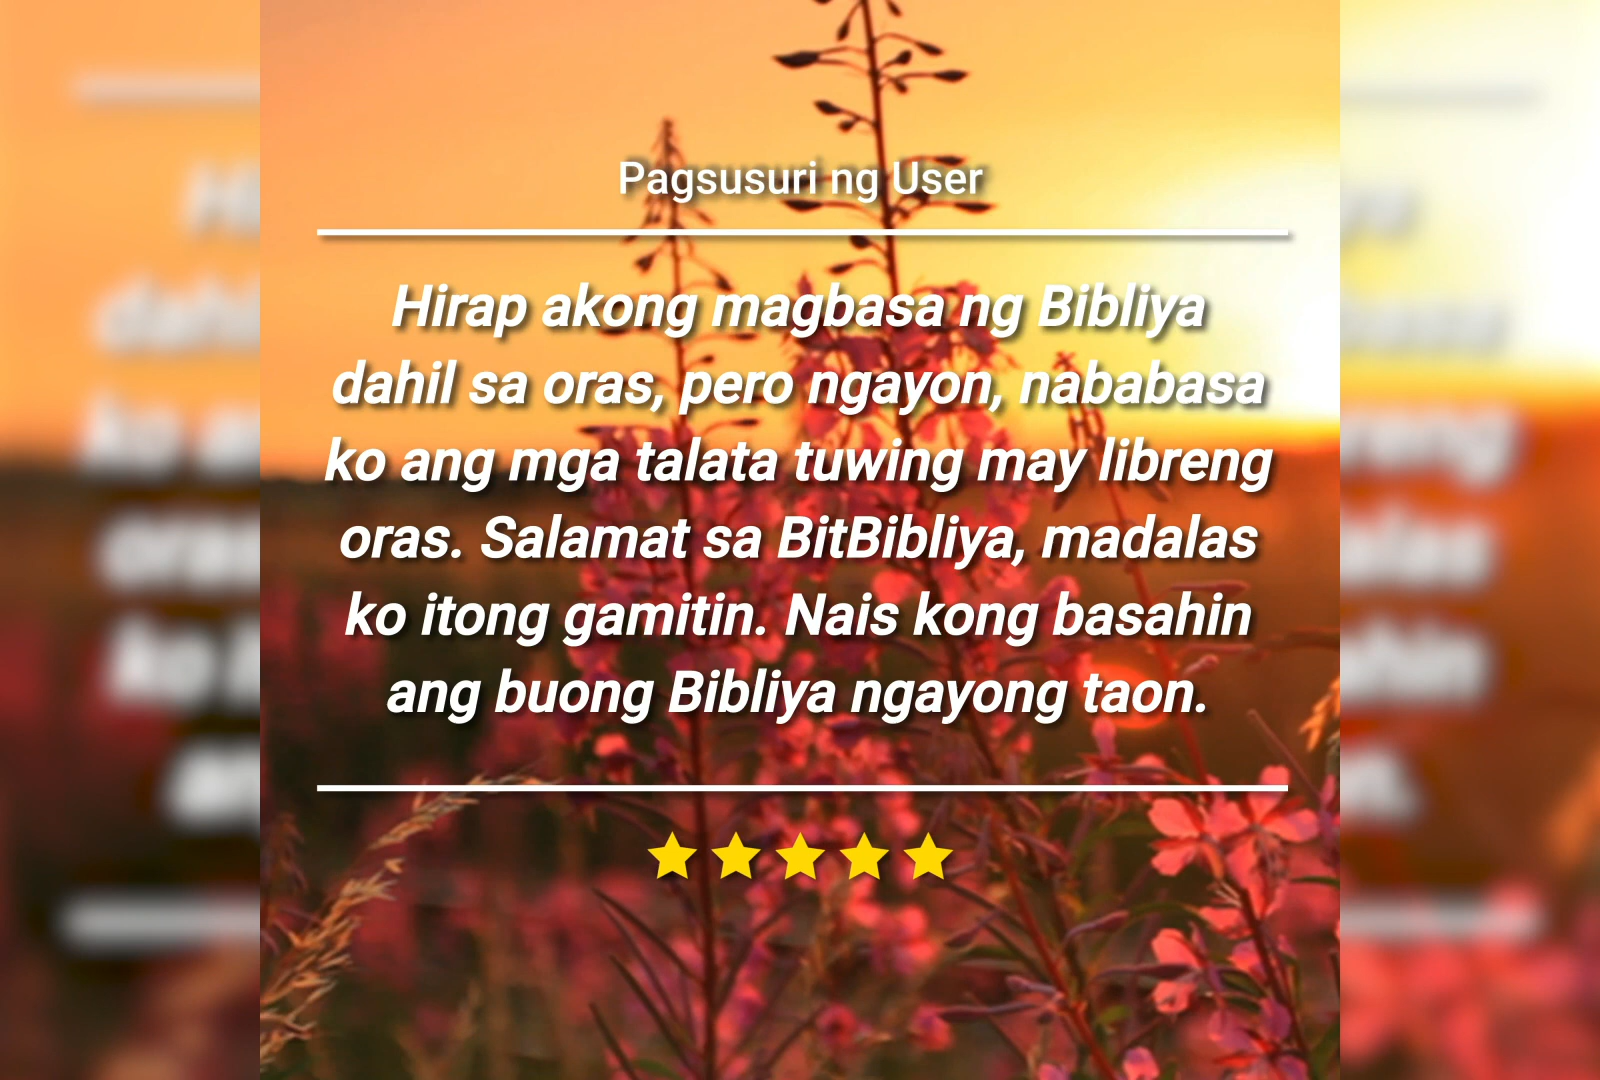 Pagsusuri ng User
Hirap akong magbasa ng Bibliya
dahil sa oras, pero ngayon, nababasa
ko ang mga talata tuwing may libreng
oras. Salamat sa BitBibliya, madalas
ko itong gamitin. Nais kong basahin
ang buong Bibliya ngayong taon.